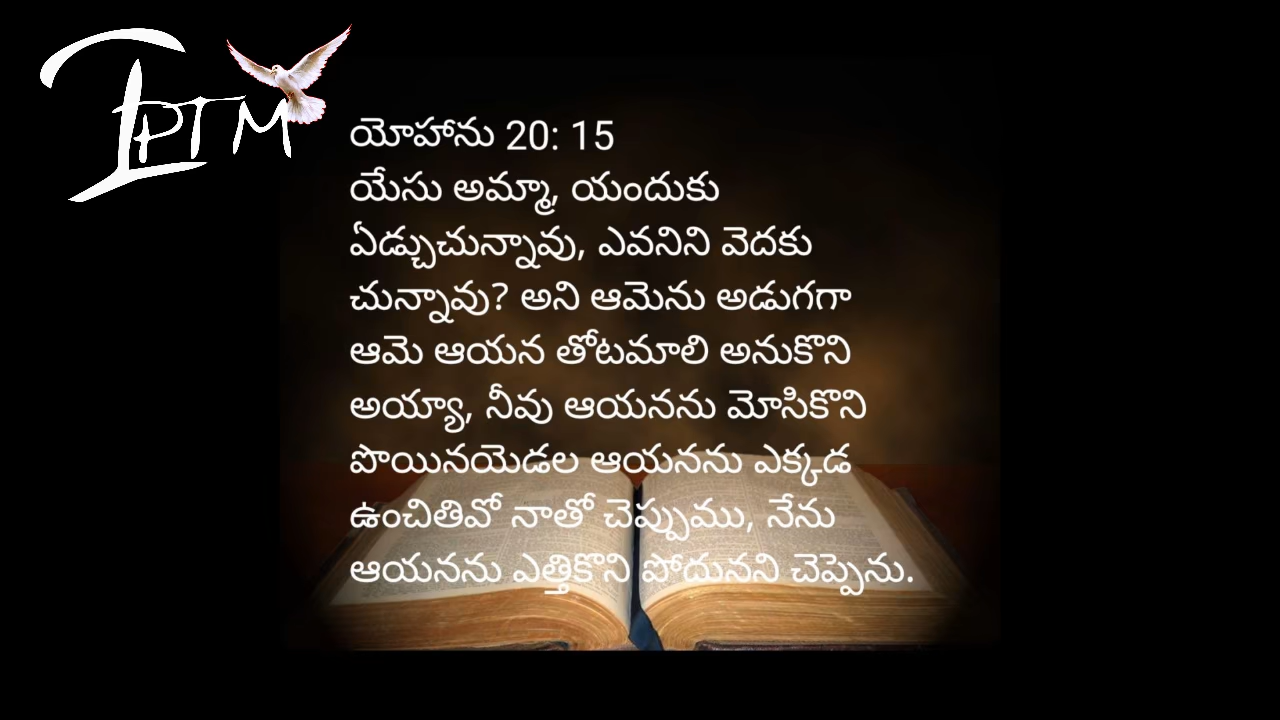 IPTM
యోహాను 20: 15
యేసు అమ్మా, యందుకు
ఏడ్చుచున్నావు, ఎవనిని వెదకు
చున్నావు? అని ఆమెను అడుగగా
ఆమె ఆయన తోటమాలి అనుకొని
అయ్యా, నీవు ఆయనను మోసికొని
పొయినయెడల ఆయనను ఎక్కడ
ఉంచితివో నాతో చెప్పుము, నేను
ఆయనను ఎత్తికొని పోదునని చెప్పెను.